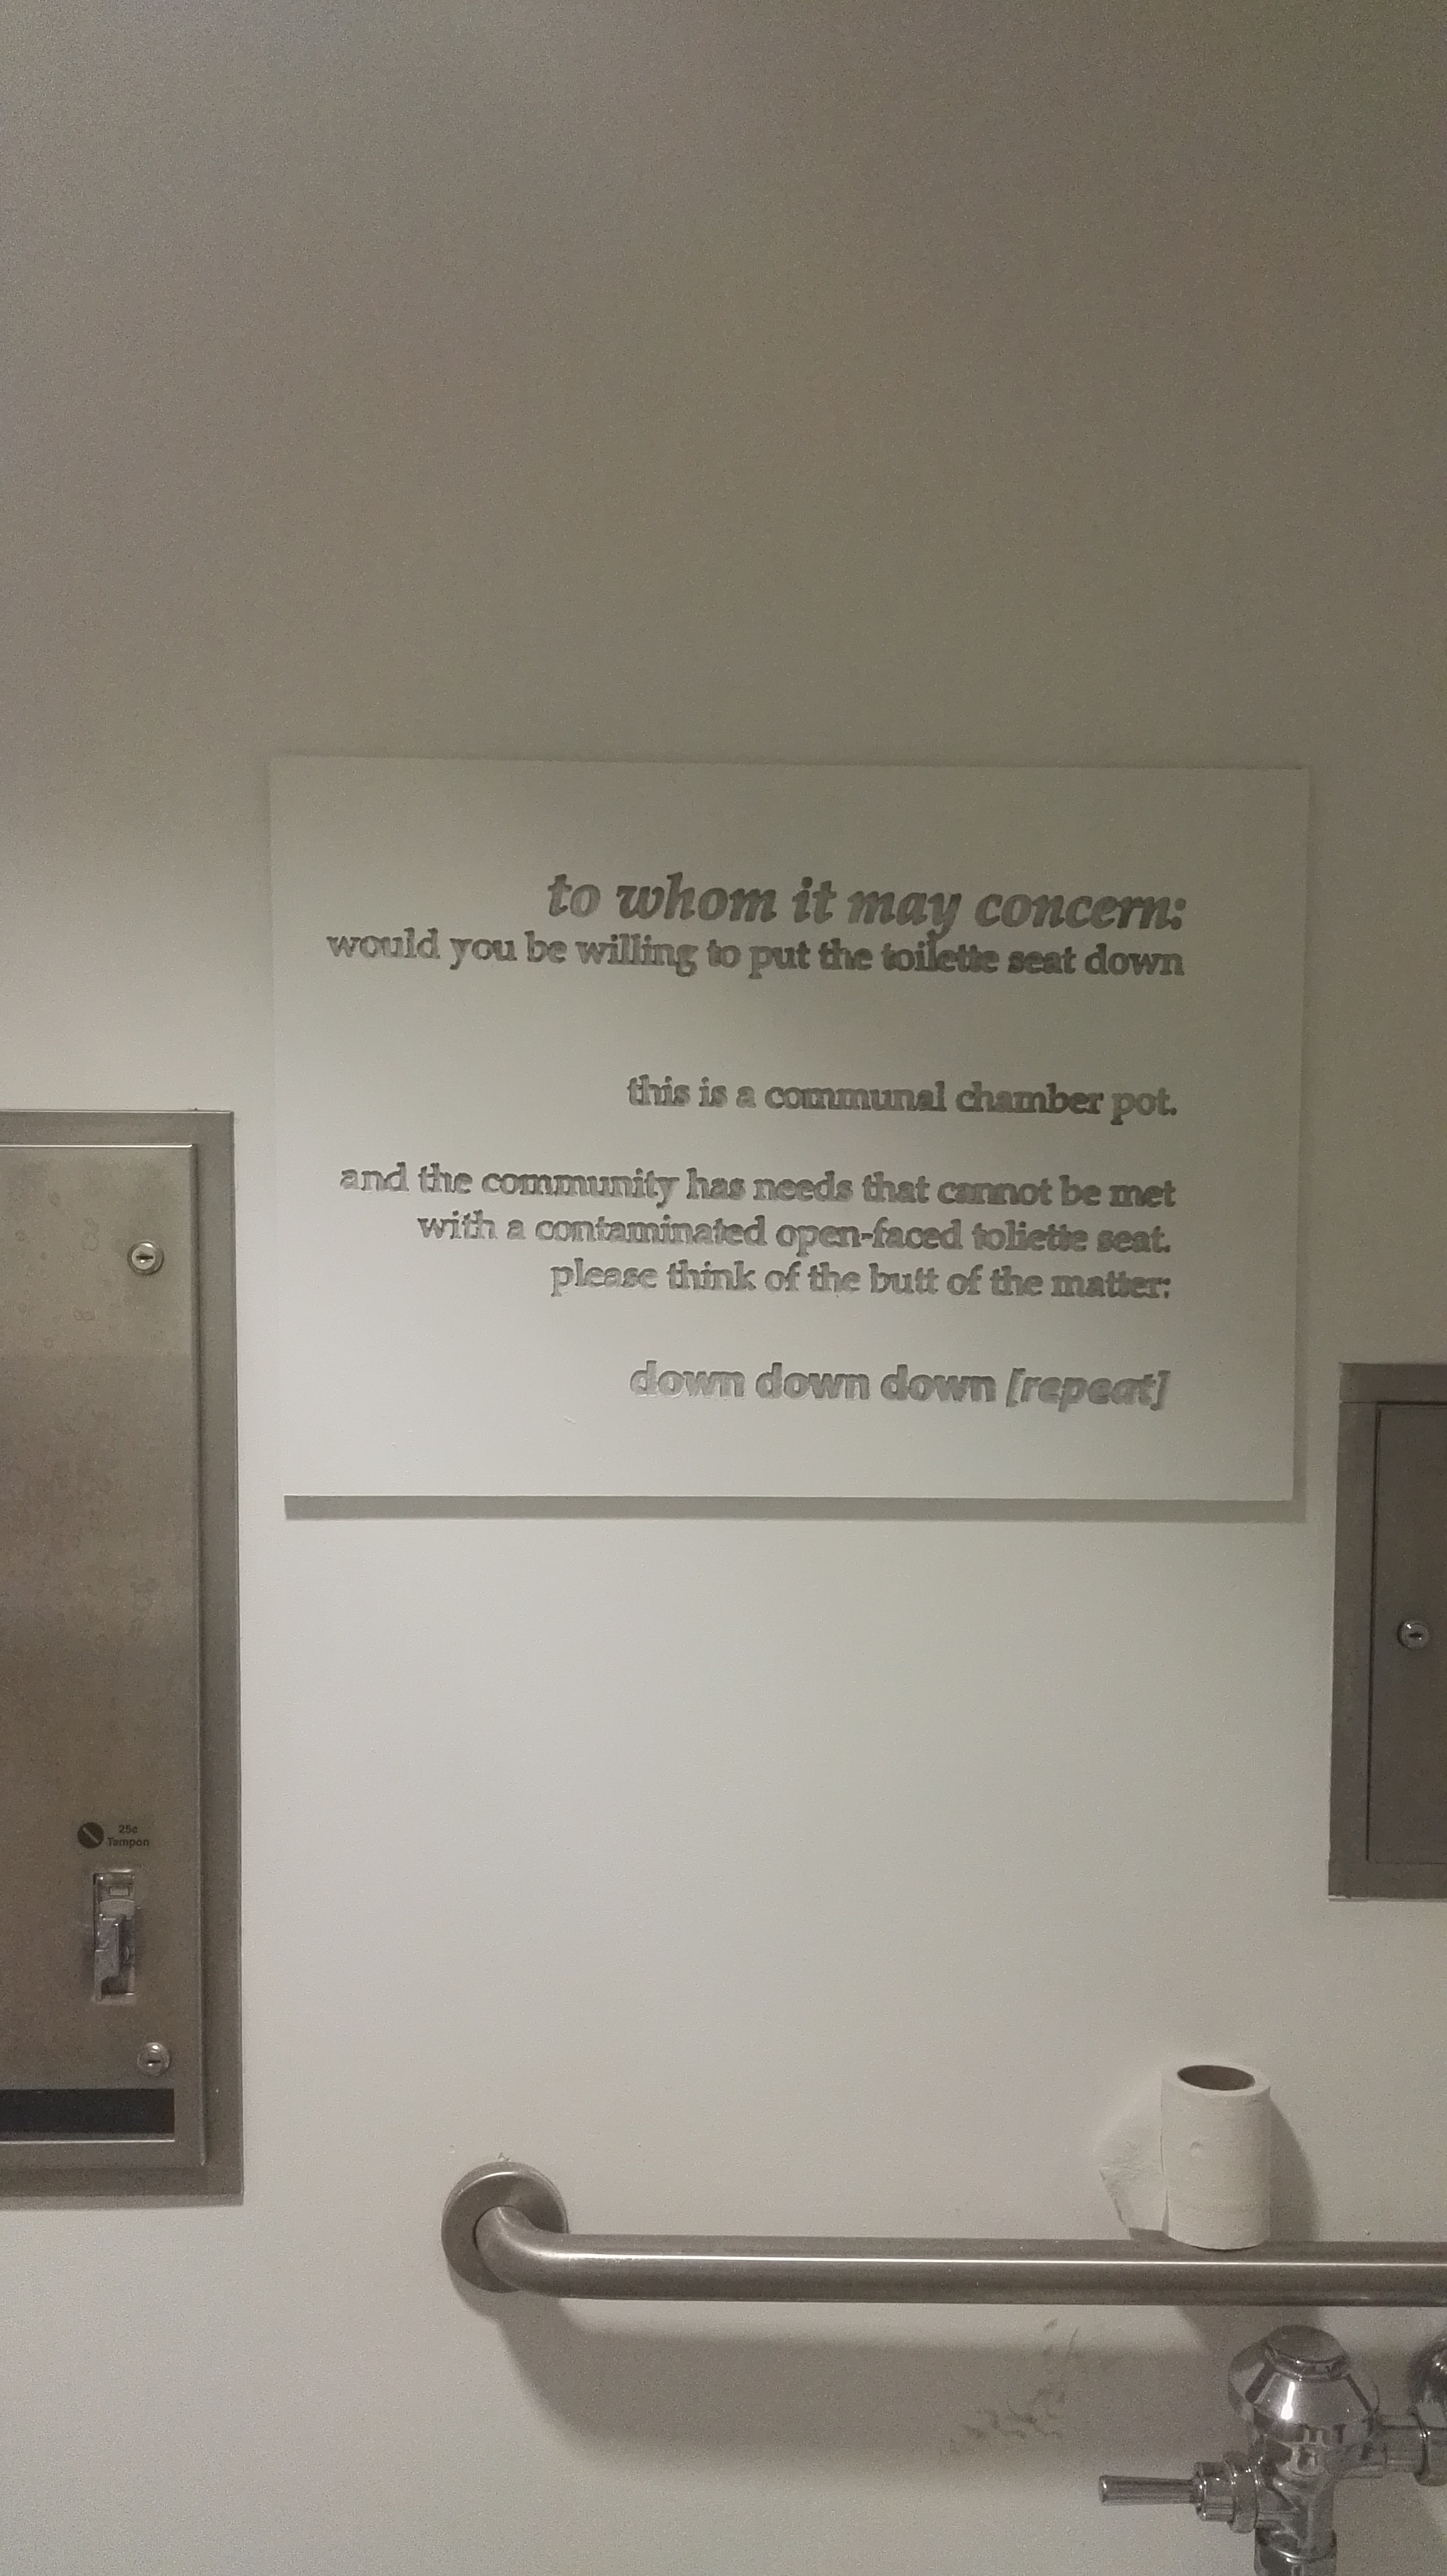 to whom it may concern:
would you be willing to put the toilette seat down
this is a communal chamber pot.
and the community has needs that cannot be met
with a contaminated open-faced toliette seat.
please think of the butt of the matter:
down down down [repeat]
25¢
Tampon